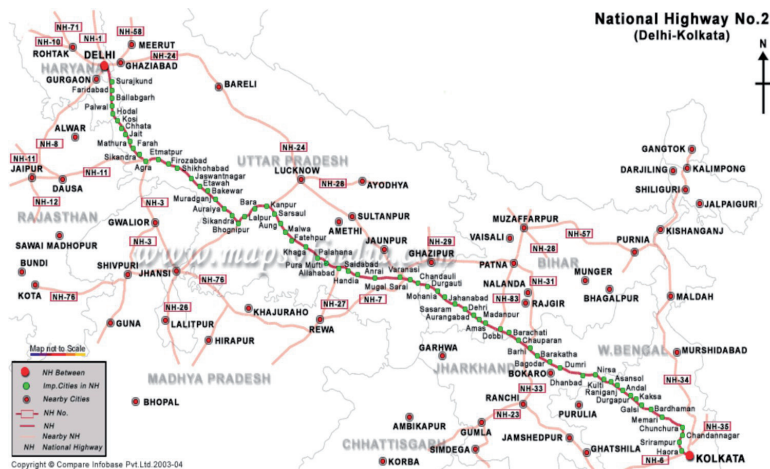 National Highway No.2
(Delhi-Kolkata)
N
NH-71
NH-1
NH-58
NH-10
ROHTAK
DELHI
MEERUT
NH-24
GHAZIABAD
HARYANA
GURGAON
Faridabad
Surajkund
Ballabgarh
Palwal
Hodal
Kosi
Chhata
Jait
Mathura
Farah
Sikandra
Etmatpur
Agra
Firozabad
Shikhohabad
Jaswantnagar
Etawah
Bakewar
Muradganj
Auraiya
Sikandra
Bhognipur
Bara
Lalpur
Kanpur
Sarsaul
Aung
Malwa
Fatehpur
Khaga
Palahana
Pura Mufti
Allahabad
Saidabad
Handia
Anrai
Varanasi
Mugal Sarai
Chandauli
Durgauti
Mohania
Jahanabad
Sasaram
Dehri
Aurangabad
Madanpur
Amas
Dobbi
Barachati
Chauparan
Barhi
Barakatha
Bagodar
Dumri
Dhanbad
Nirsa
Kulti
Asansol
Raniganj
Andal
Durgapur
Kaksa
Galsi
Bardhaman
Memari
Chunchura
Chandannagar
Srirampur
Haora
KOLKATA
BARELI
ALWAR
NH-8
NH-11
JAIPUR
NH-11
DAUSA
NH-12
RAJASTHAN
SAWAI MADHOPUR
BUNDI
KOTA
NH-76
NH-3
GWALIOR
NH-3
SHIVPURI
JHANSI
NH-76
NH-26
LALITPUR
GUNA
HIRAPUR
KHAJURAHO
REWA
NH-27
NH-7
MADHYA PRADESH
BHOPAL
UTTAR PRADESH
NH-24
LUCKNOW
NH-28
AYODHYA
SULTANPUR
AMETHI
JAUNPUR
NH-29
GHAZIPUR
www.mapsofindia.com
MUZAFFARPUR
VAISALI
NH-28
NH-57
PATNA
BIHAR
NALANDA
NH-31
NH-83
RAJGIR
MUNGER
BHAGALPUR
PURNIA
KISHANGANJ
GANGTOK
DARJILING
KALIMPONG
SHILIGURI
JALPAIGURI
MALDAH
MURSHIDABAD
W.BENGAL
NH-34
NH-35
NH-6
GARHWA
JHARKHAND
BOKARO
NH-33
RANCHI
NH-23
PURULIA
AMBIKAPUR
GUMLA
SIMDEGA
JAMSHEDPUR
GHATSHILA
CHHATTISGARH
KORBA
Map not to Scale
NH Between
Imp.Cities in NH
Nearby Cities
NH No.
NH
Nearby NH
NH National Highway
Copyright © Compare Infobase Pvt.Ltd.2003-04